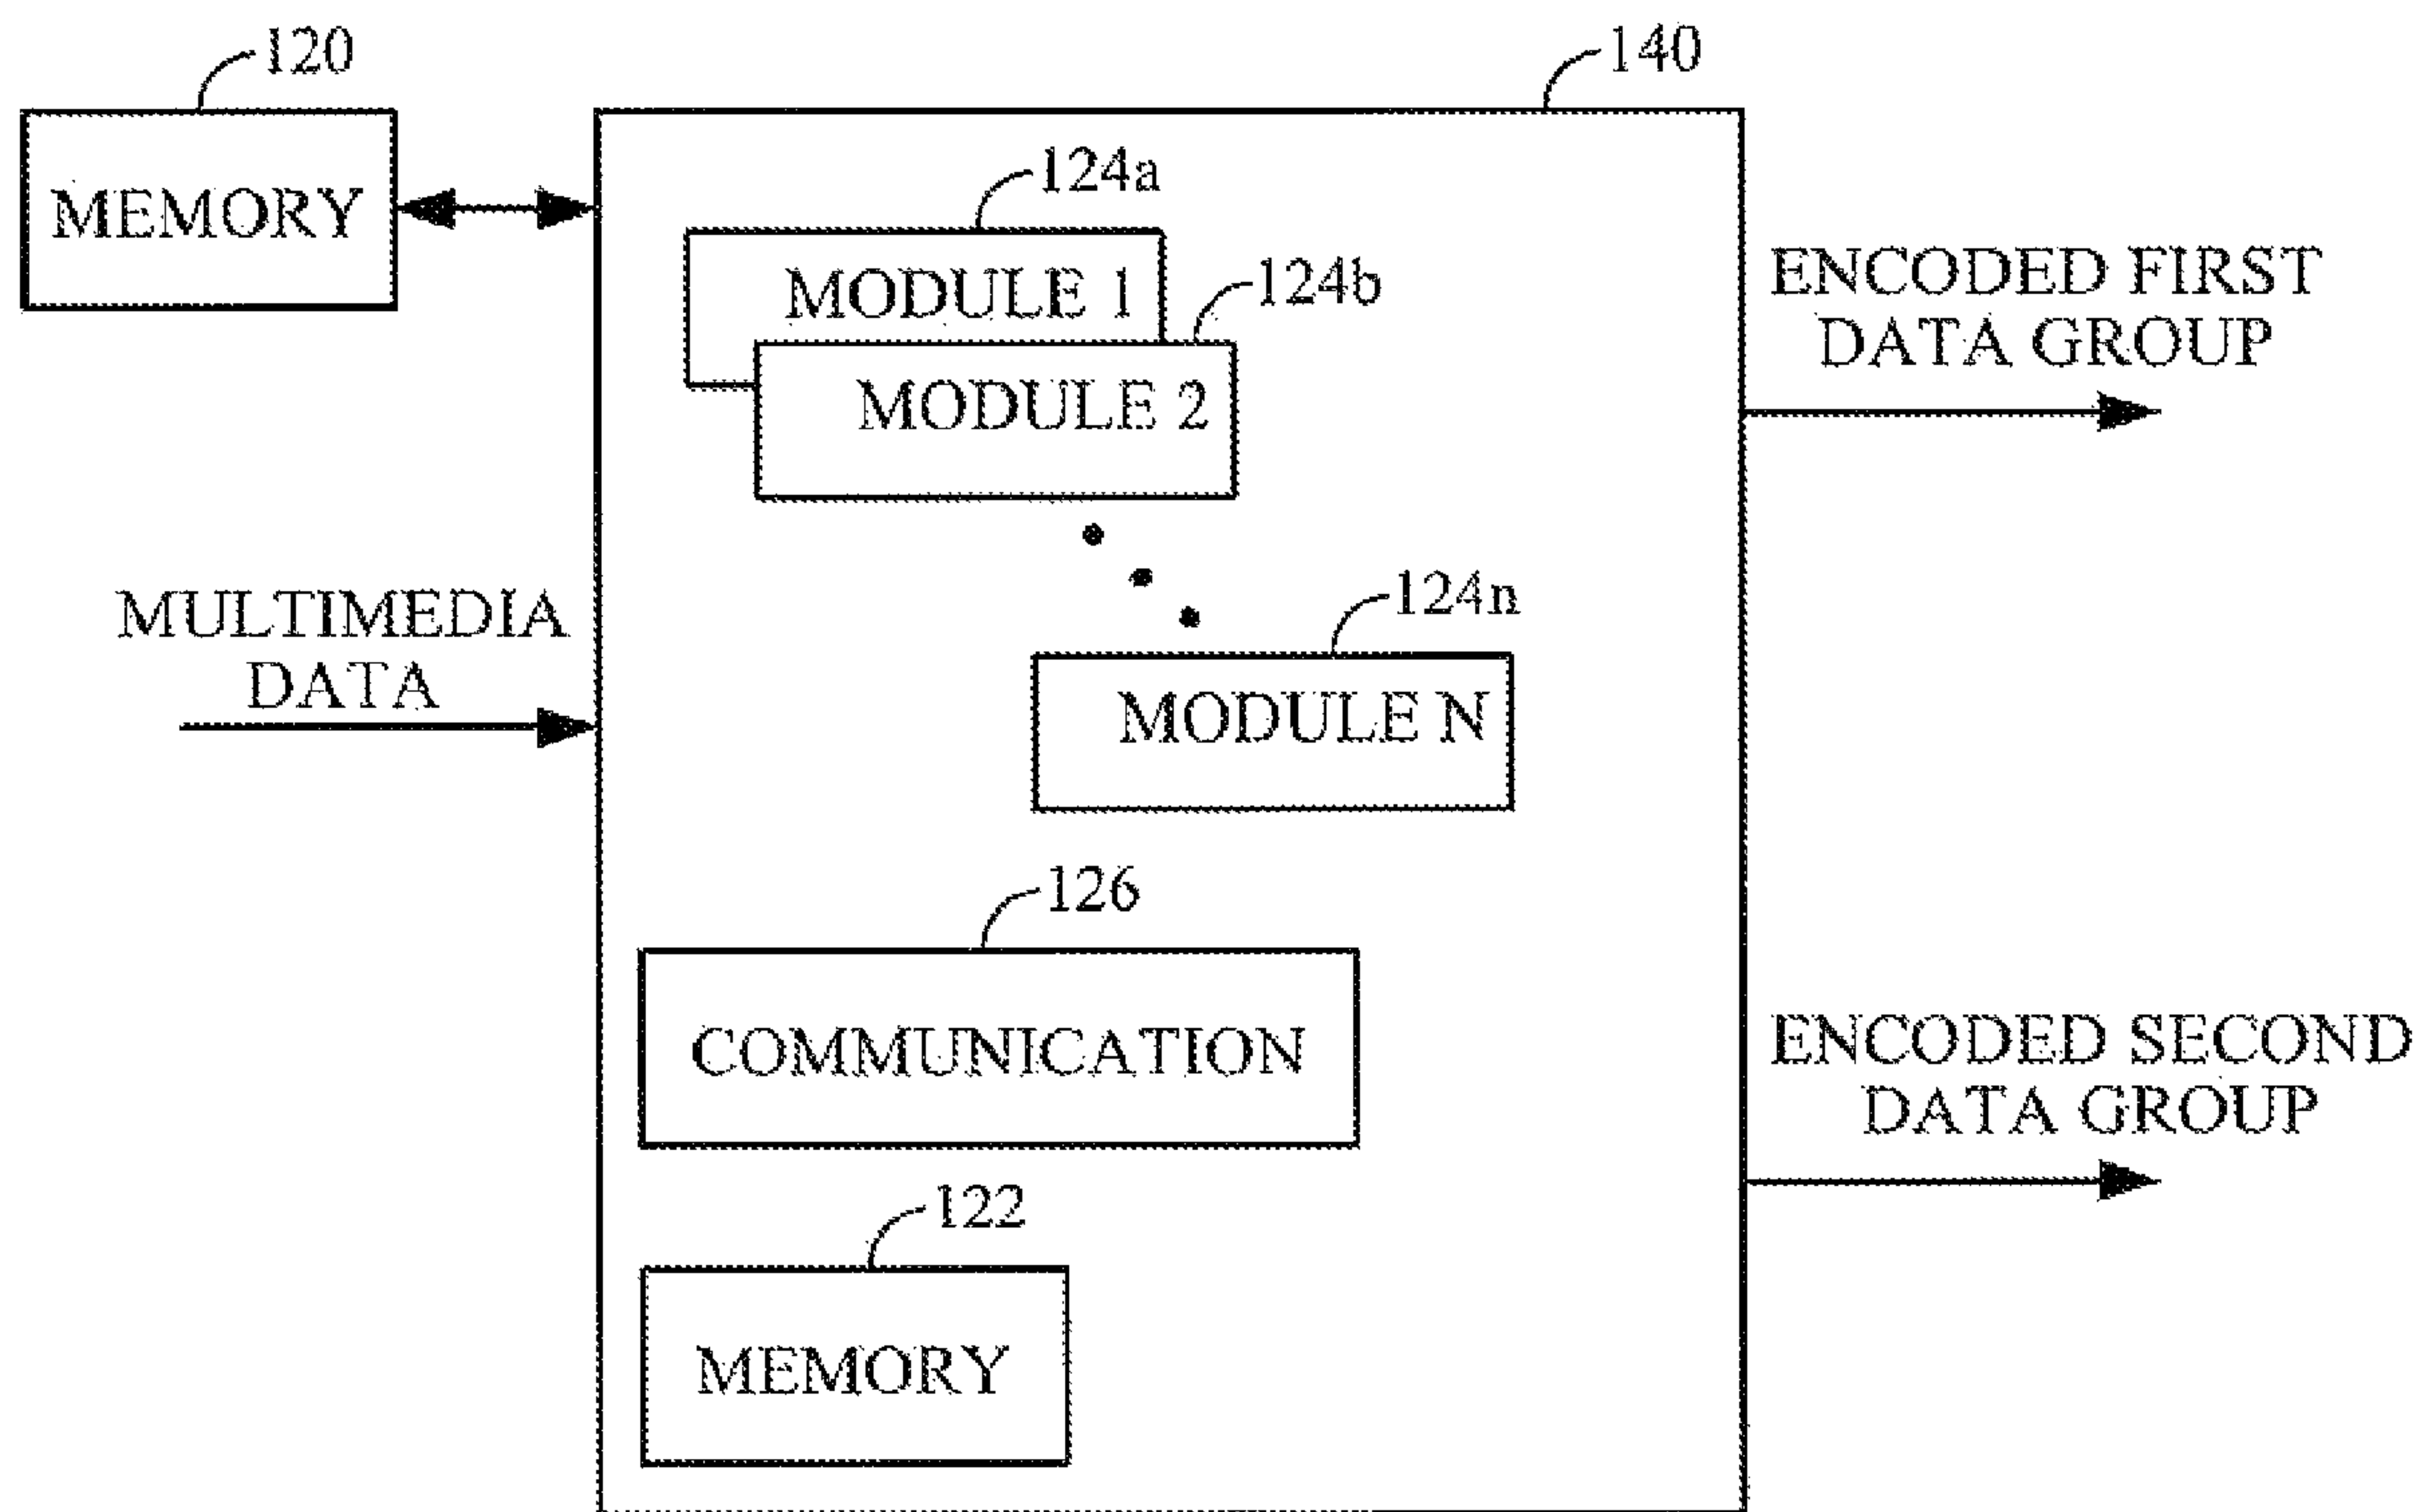 120
140
MEMORY
124a
MODULE 1
124b
MODULE 2
ENCODED FIRST
DATA GROUP
MULTIMEDIA
DATA
124n
MODULE N
126
COMMUNICATION
ENCODED SECOND
DATA GROUP
122
MEMORY